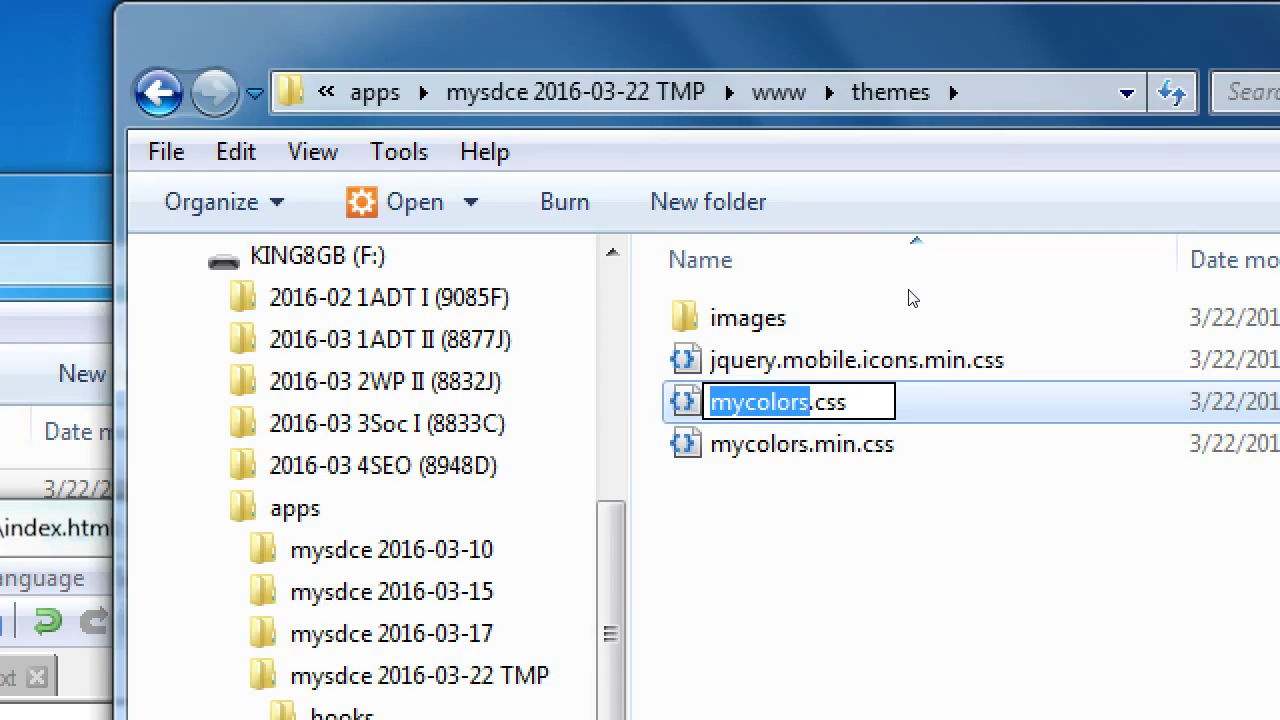 « apps mysdce 2016-03-22 TMP www themes
Sear
File Edit View Tools Help
Organize Open Burn New folder
KING8GB (F:)
2016-02 1ADT I (9085F)
2016-03 1ADT II (8877J)
2016-03 2WP II (8832J)
2016-03 3Soc I (8833C)
2016-03 4SEO (8948D)
apps
mysdce 2016-03-10
mysdce 2016-03-15
mysdce 2016-03-17
mysdce 2016-03-22 TMP
hooks
Name Date mo
images 3/22/201
jquery.mobile.icons.min.css 3/22/201
mycolors.css 3/22/201
mycolors.min.css 3/22/201
New
Date m
3/22/2
\index.htm
anguage
xt